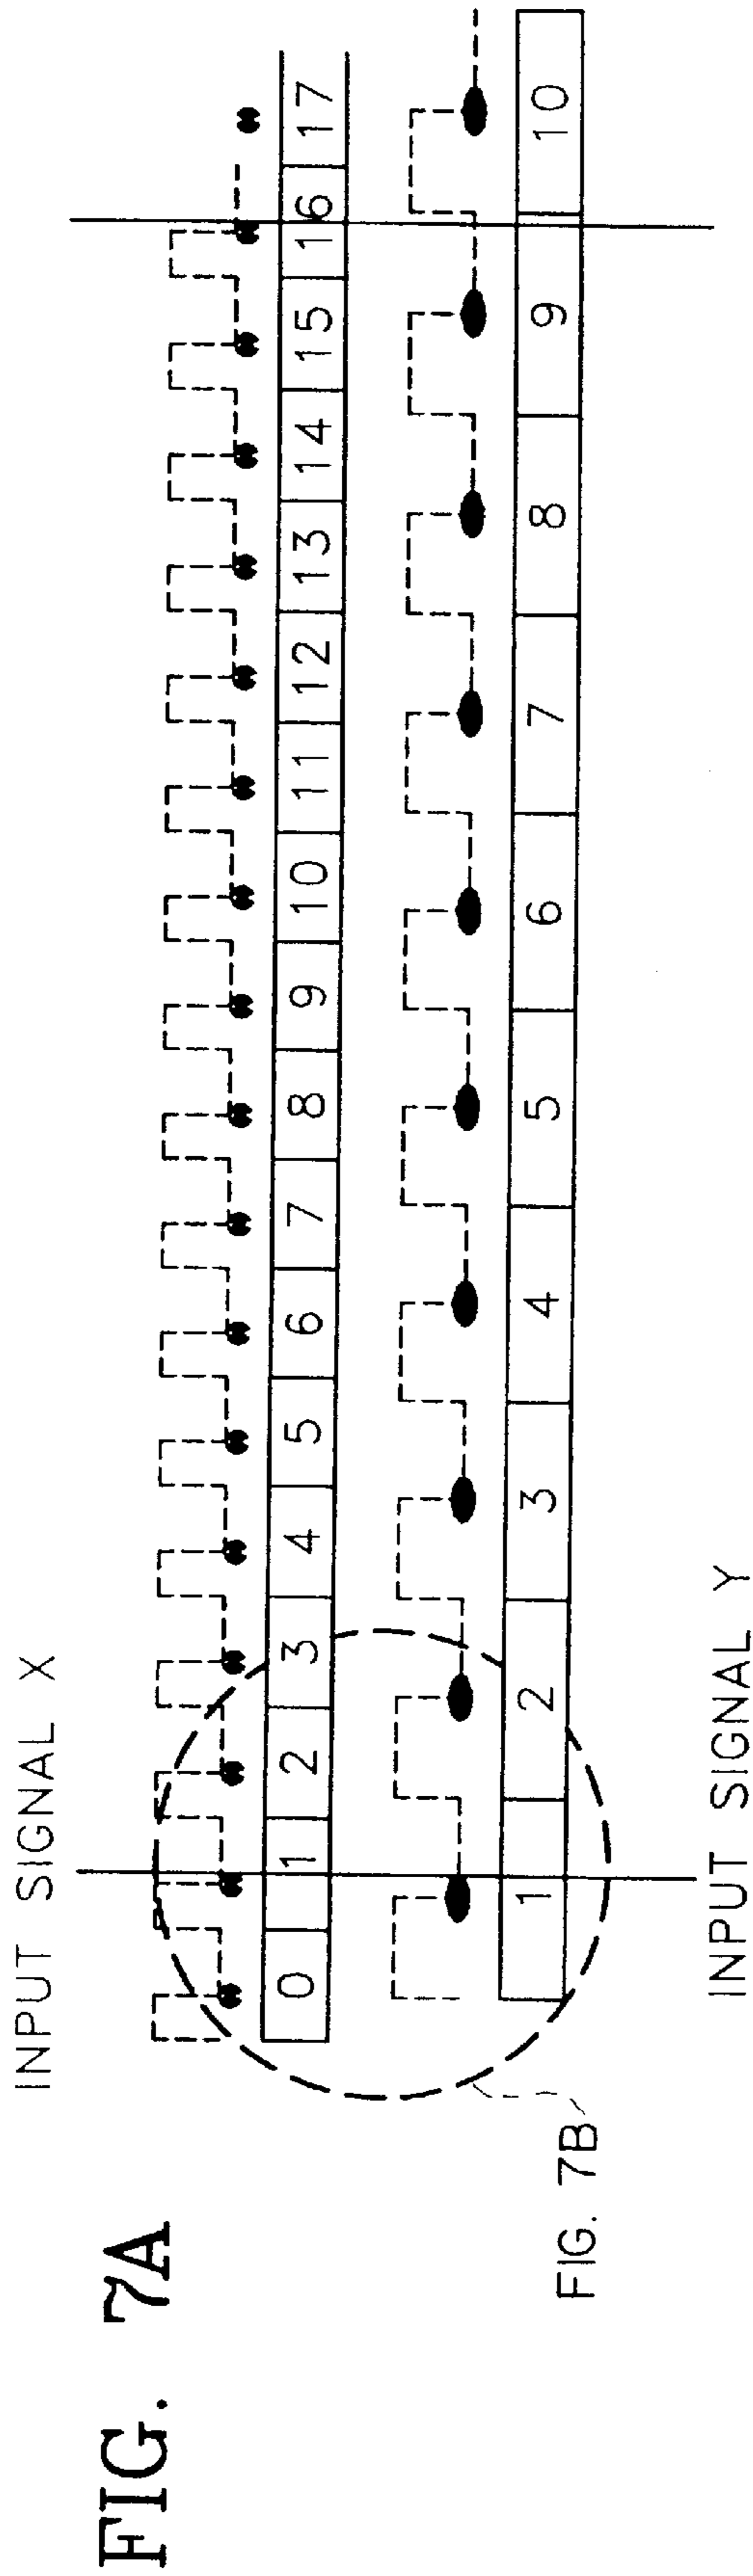 FIG. 7A
INPUT SIGNAL X
0 1 2 3 4 5 6 7 8 9 10 11 12 13 14 15 16 17
1 2 3 4 5 6 7 8 9 10
FIG. 7B
INPUT SIGNAL Y